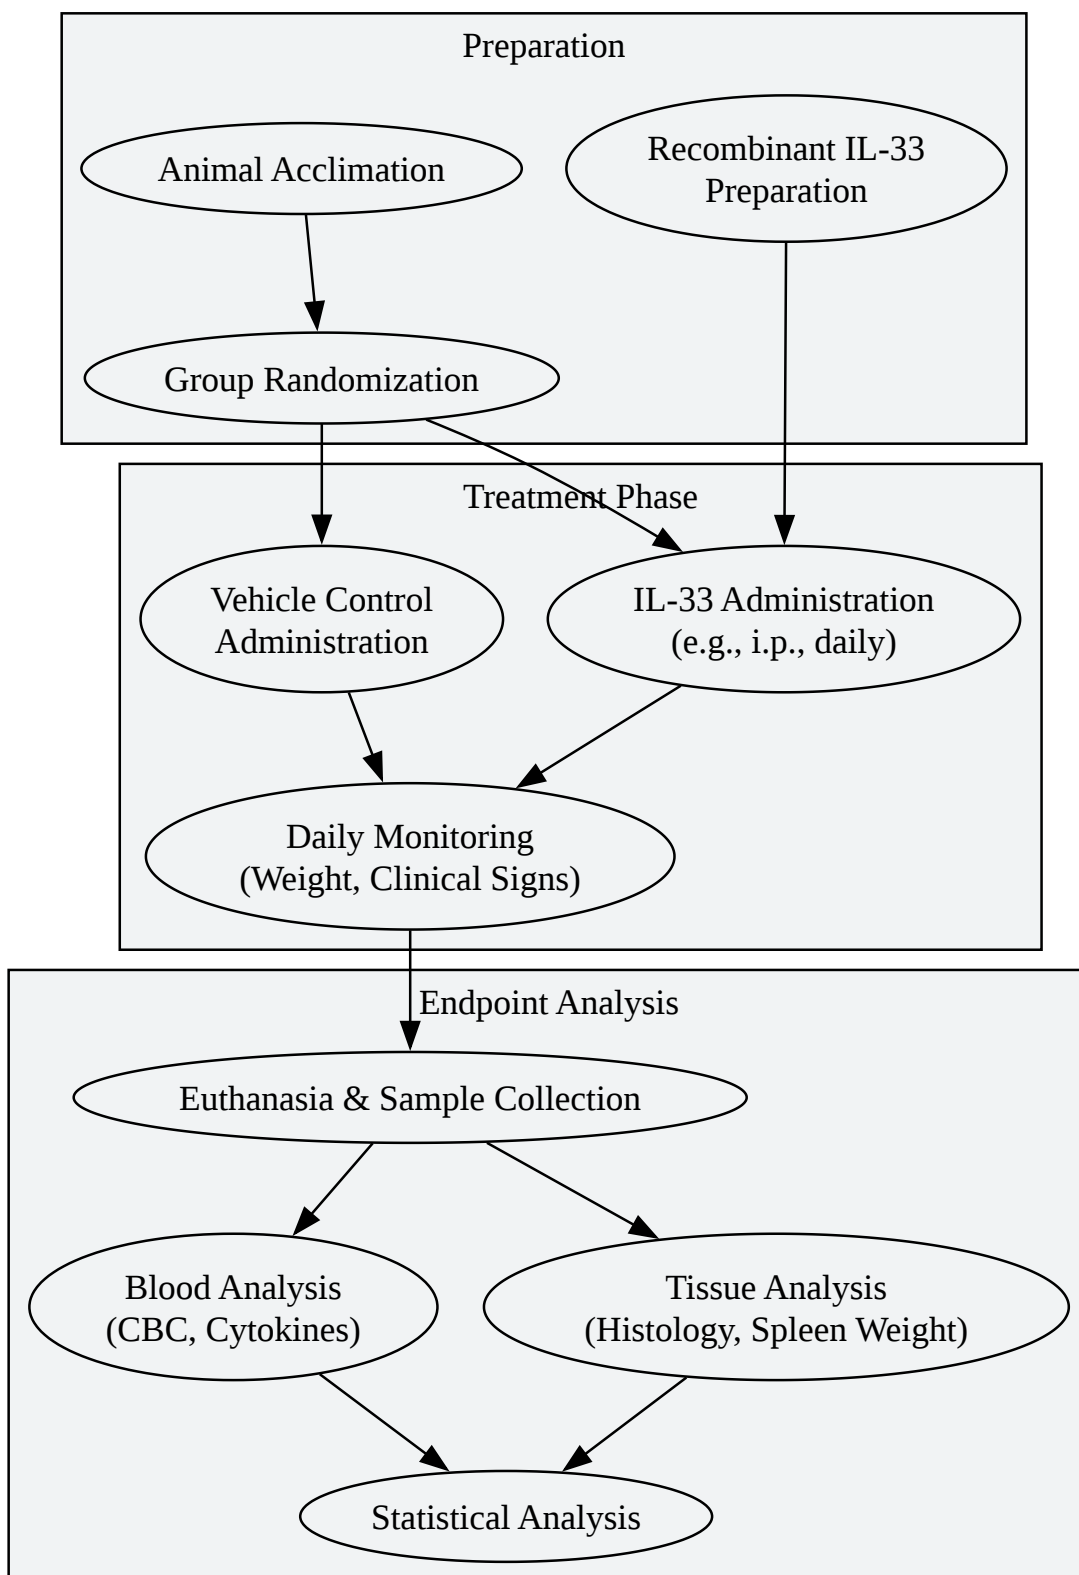 Preparation
Animal Acclimation
Recombinant IL-33
Preparation
Group Randomization
Treatment Phase
Vehicle Control
Administration
IL-33 Administration
(e.g., i.p., daily)
Daily Monitoring
(Weight, Clinical Signs)
Endpoint Analysis
Euthanasia & Sample Collection
Blood Analysis
(CBC, Cytokines)
Tissue Analysis
(Histology, Spleen Weight)
Statistical Analysis